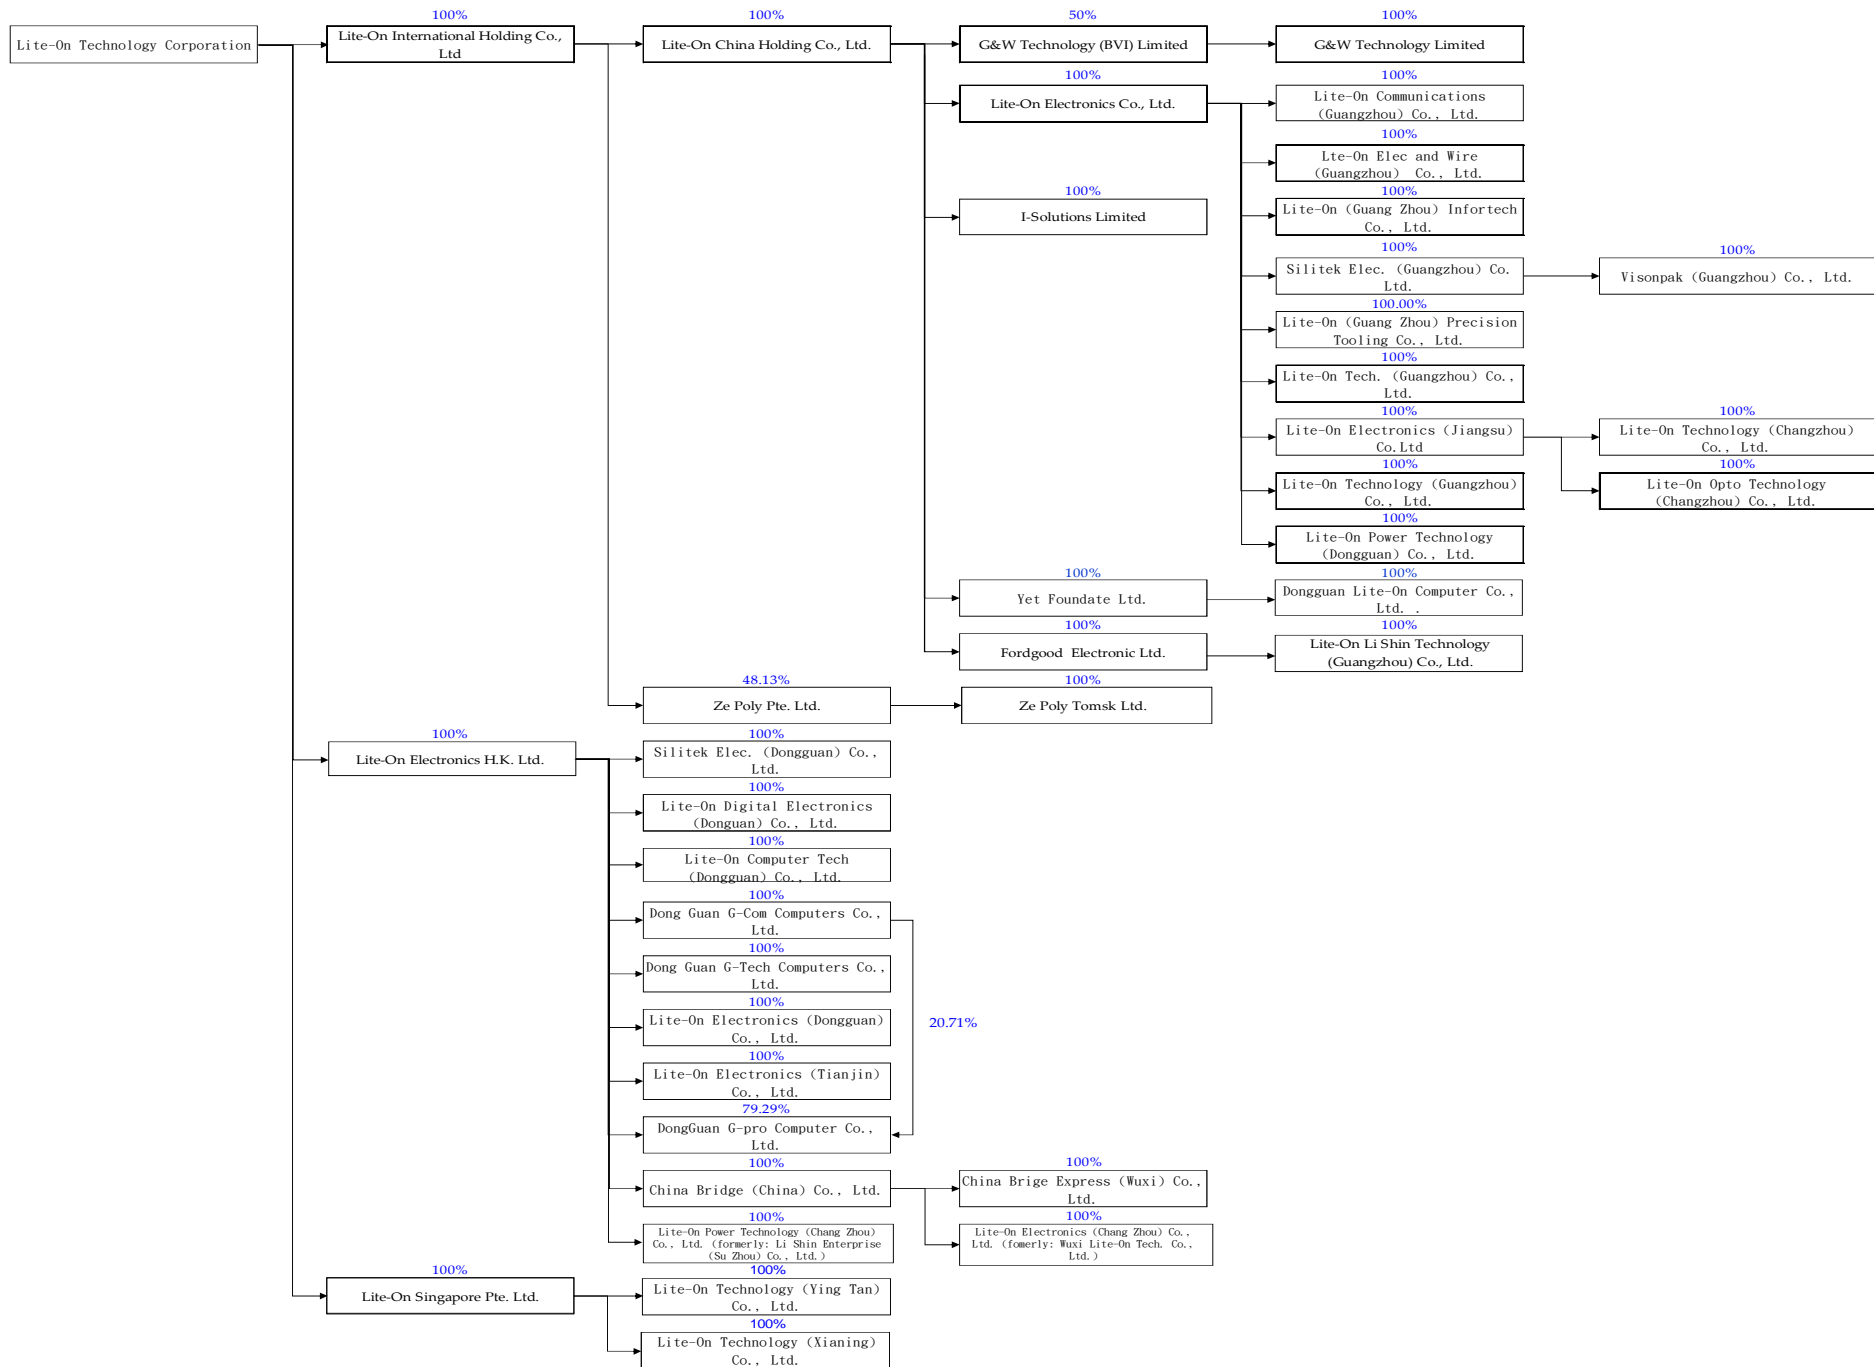 100%
100%
50%
100%
Lite-On Technology Corporation
Lite-On International Holding Co.,
Ltd
Lite-On China Holding Co., Ltd.
G&W Technology (BVI) Limited
G&W Technology Limited
100%
100%
Lite-On Electronics Co., Ltd.
Lite-On Communications
(Guangzhou) Co., Ltd.
100%
Lte-On Elec and Wire
(Guangzhou) Co., Ltd.
100%
I-Solutions Limited
100%
Lite-On (Guang Zhou) Infortech
Co., Ltd.
100%
Silitek Elec. (Guangzhou) Co.
Ltd.
100%
Visonpak (Guangzhou) Co., Ltd.
100.00%
Lite-On (Guang Zhou) Precision
Tooling Co., Ltd.
100%
Lite-On Tech. (Guangzhou) Co.,
Ltd.
100%
Lite-On Electronics (Jiangsu)
Co.Ltd
100%
Lite-On Technology (Changzhou)
Co., Ltd.
100%
Lite-On Technology (Guangzhou)
Co., Ltd.
100%
Lite-On Opto Technology
(Changzhou) Co., Ltd.
100%
Lite-On Power Technology
(Dongguan) Co., Ltd.
100%
Yet Foundate Ltd.
100%
Dongguan Lite-On Computer Co.,
Ltd. .
100%
Fordgood Electronic Ltd.
100%
Lite-On Li Shin Technology
(Guangzhou) Co., Ltd.
48.13%
Ze Poly Pte. Ltd.
100%
Ze Poly Tomsk Ltd.
100%
Lite-On Electronics H.K. Ltd.
100%
Silitek Elec. (Dongguan) Co.,
Ltd.
100%
Lite-On Digital Electronics
(Donguan) Co., Ltd.
100%
Lite-On Computer Tech
(Dongguan) Co., Ltd.
100%
Dong Guan G-Com Computers Co.,
Ltd.
100%
Dong Guan G-Tech Computers Co.,
Ltd.
100%
Lite-On Electronics (Dongguan)
Co., Ltd.
20.71%
100%
Lite-On Electronics (Tianjin)
Co., Ltd.
79.29%
DongGuan G-pro Computer Co.,
Ltd.
100%
China Bridge (China) Co., Ltd.
100%
China Brige Express (Wuxi) Co.,
Ltd.
100%
Lite-On Power Technology (Chang Zhou)
Co., Ltd. (formerly: Li Shin Enterprise
(Su Zhou) Co., Ltd.)
100%
Lite-On Electronics (Chang Zhou) Co.,
Ltd. (fomerly: Wuxi Lite-On Tech. Co.,
Ltd.)
100%
Lite-On Singapore Pte. Ltd.
100%
Lite-On Technology (Ying Tan)
Co., Ltd.
100%
Lite-On Technology (Xianing)
Co., Ltd.